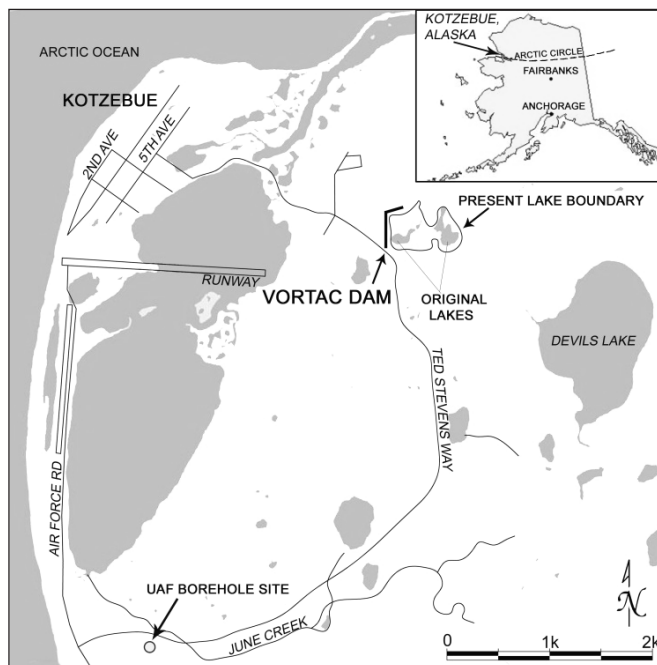 ARCTIC OCEAN
KOTZEBUE
2ND AVE
5TH AVE
KOTZEBUE,
ALASKA
ARCTIC CIRCLE
FAIRBANKS
ANCHORAGE
PRESENT LAKE BOUNDARY
RUNWAY
VORTAC DAM
ORIGINAL
LAKES
DEVILS LAKE
TED STEVENS WAY
AIR FORCE RD
UAF BOREHOLE SITE
JUNE CREEK
N
0 1k 2k